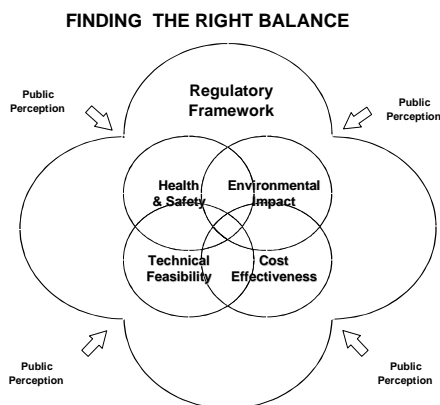 FINDING THE RIGHT BALANCE
Public
Perception
Regulatory
Framework
Public
Perception
Health
& Safety
Environmental
Impact
Technical
Feasibility
Cost
Effectiveness
Public
Perception
Public
Perception